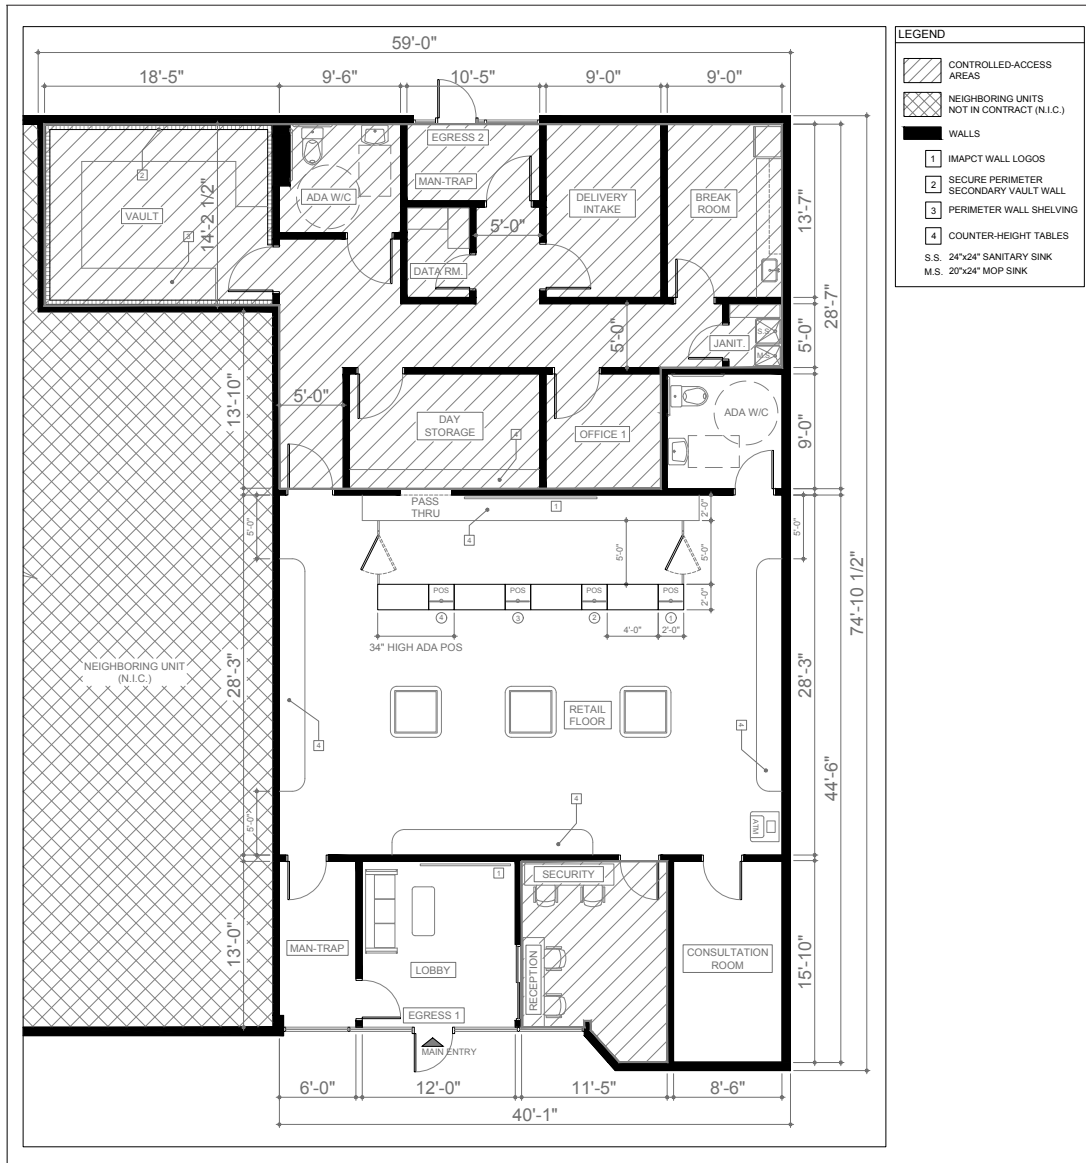 59'-0"
18'-5"
9'-6"
10'-5"
9'-0"
9'-0"
LEGEND
CONTROLLED-ACCESS
AREAS
NEIGHBORING UNITS
NOT IN CONTRACT (N.I.C.)
WALLS
1 IMAPCT WALL LOGOS
2 SECURE PERIMETER
SECONDARY VAULT WALL
3 PERIMETER WALL SHELVING
4 COUNTER-HEIGHT TABLES
S.S. 24"x24" SANITARY SINK
M.S. 20"x24" MOP SINK
EGRESS 2
MAN-TRAP
2
VAULT
14'-2 1/2"
3
ADA W/C
DELIVERY
INTAKE
BREAK
ROOM
13'-7"
5'-0"
DATA RM.
28'-7"
5'-0"
5'-0"
JANIT.
S.S.
M.S.
13'-10"
5'-0"
DAY
STORAGE
4
OFFICE 1
ADA W/C
9'-0"
PASS
THRU
1
4
2'-0"
5'-0"
5'-0"
5'-0"
5'-0"
2'-0"
POS
POS
POS
POS
4
3
2
1
4'-0"
2'-0"
34" HIGH ADA POS
74'-10 1/2"
NEIGHBORING UNIT
(N.I.C.)
28'-3"
RETAIL
FLOOR
28'-3"
4
4
44'-6"
4
5'-0"
ATM
1
SECURITY
13'-0"
MAN-TRAP
LOBBY
RECEPTION
CONSULTATION
ROOM
15'-10"
EGRESS 1
MAIN ENTRY
6'-0"
12'-0"
11'-5"
8'-6"
40'-1"